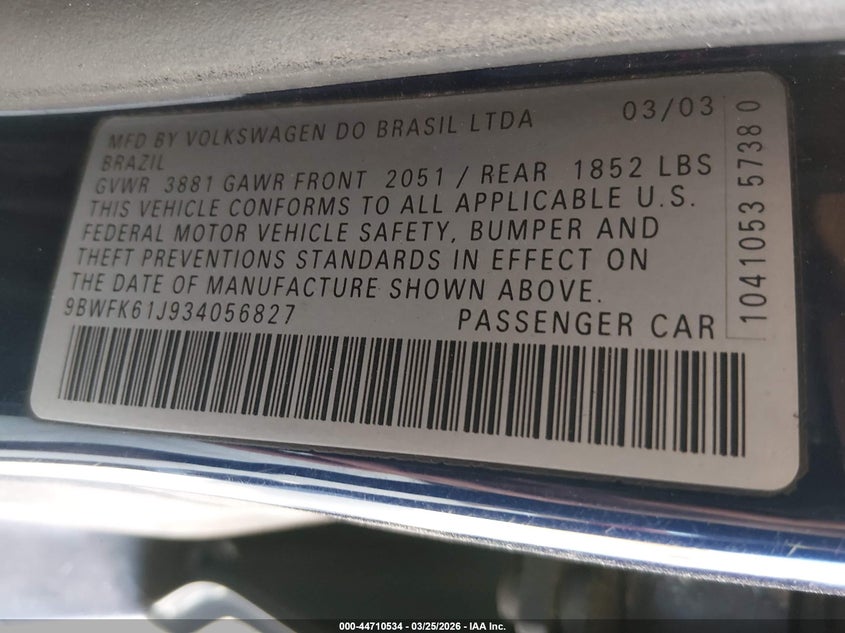 MFD BY VOLKSWAGEN DO BRASIL LTDA 03/03
BRAZIL
GVWR 3881 GAWR FRONT 2051 / REAR 1852 LBS
THIS VEHICLE CONFORMS TO ALL APPLICABLE U.S.
FEDERAL MOTOR VEHICLE SAFETY, BUMPER AND
THEFT PREVENTIONS STANDARDS IN EFFECT ON
THE DATE OF MANUFACTURE SHOWN ABOVE.
9BWFK61J934056827 PASSENGER CAR
1041053 57380
000-44710534 - 03/25/2026 - IAA Inc.